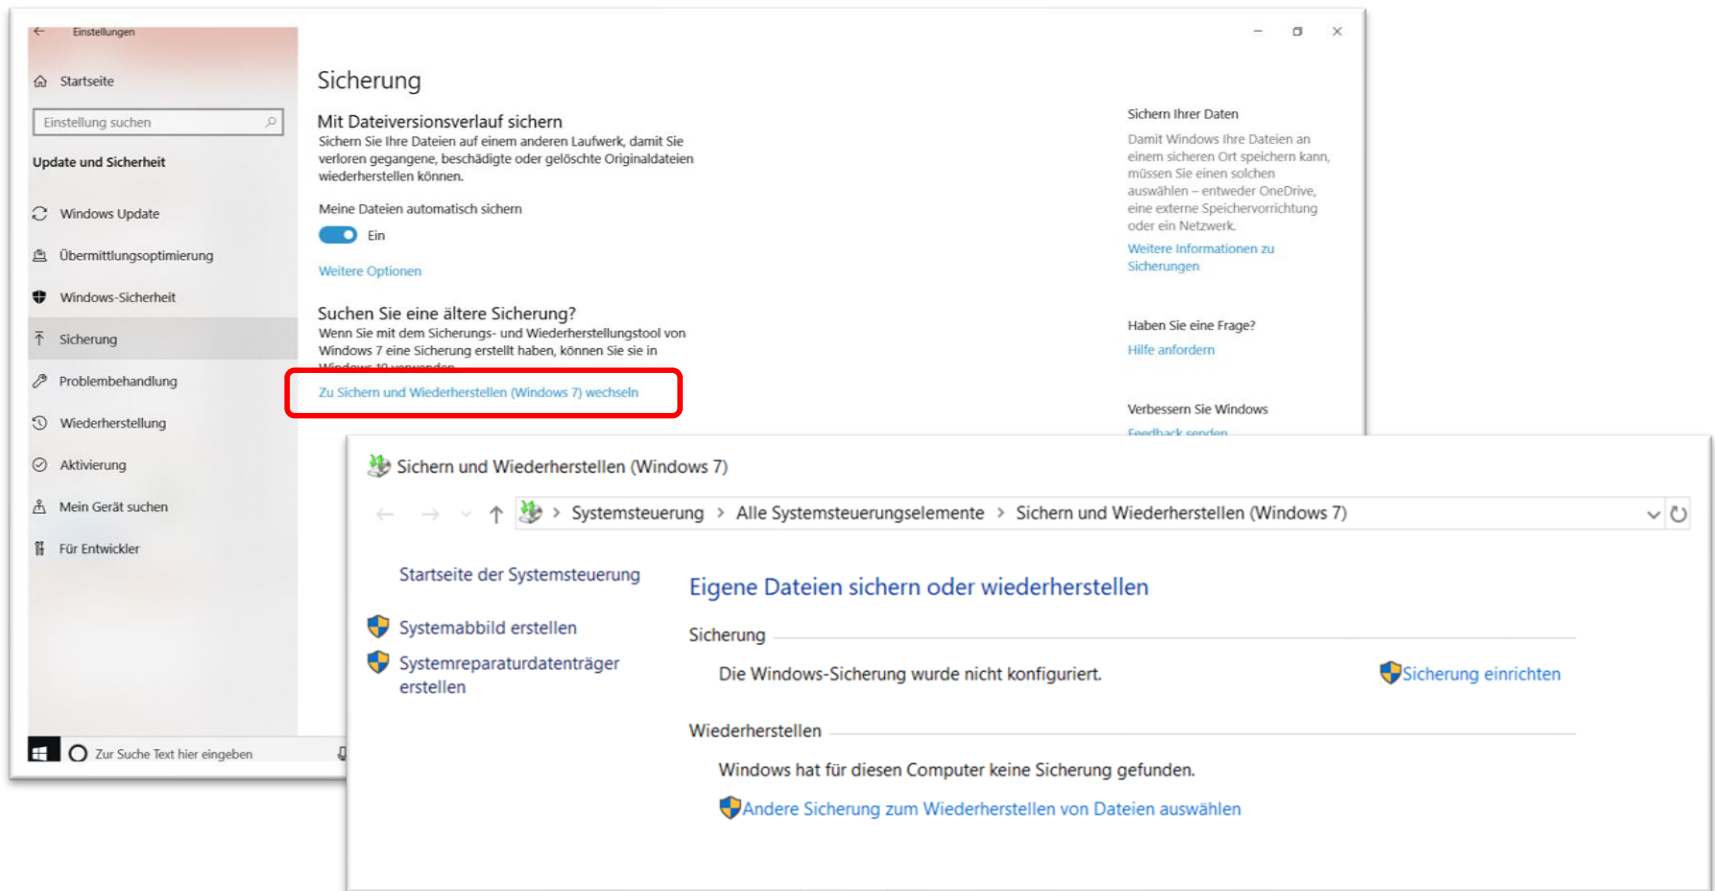 Einstellungen
Startseite
Einstellung suchen
Update und Sicherheit
Windows Update
Übermittlungsoptimierung
Windows-Sicherheit
Sicherung
Problembehandlung
Wiederherstellung
Aktivierung
Mein Gerät suchen
Für Entwickler
Zur Suche Text hier eingeben
Sicherung
Mit Dateiversionsverlauf sichern
Sichern Sie Ihre Dateien auf einem anderen Laufwerk, damit Sie
verloren gegangene, beschädigte oder gelöschte Originaldateien
wiederherstellen können.
Meine Dateien automatisch sichern
Ein
Weitere Optionen
Suchen Sie eine ältere Sicherung?
Wenn Sie mit dem Sicherungs- und Wiederherstellungstool von
Windows 7 eine Sicherung erstellt haben, können Sie sie in
Windows 10 verwenden.
Zu Sichern und Wiederherstellen (Windows 7) wechseln
Sichern Ihrer Daten
Damit Windows Ihre Dateien an
einem sicheren Ort speichern kann,
müssen Sie einen solchen
auswählen – entweder OneDrive,
eine externe Speichervorrichtung
oder ein Netzwerk.
Weitere Informationen zu
Sicherungen
Haben Sie eine Frage?
Hilfe anfordern
Verbessern Sie Windows
Feedback senden
Sichern und Wiederherstellen (Windows 7)
Systemsteuerung > Alle Systemsteuerungselemente > Sichern und Wiederherstellen (Windows 7)
Startseite der Systemsteuerung
Systemabbild erstellen
Systemreparaturdatenträger
erstellen
Eigene Dateien sichern oder wiederherstellen
Sicherung
Die Windows-Sicherung wurde nicht konfiguriert.
Sicherung einrichten
Wiederherstellen
Windows hat für diesen Computer keine Sicherung gefunden.
Andere Sicherung zum Wiederherstellen von Dateien auswählen